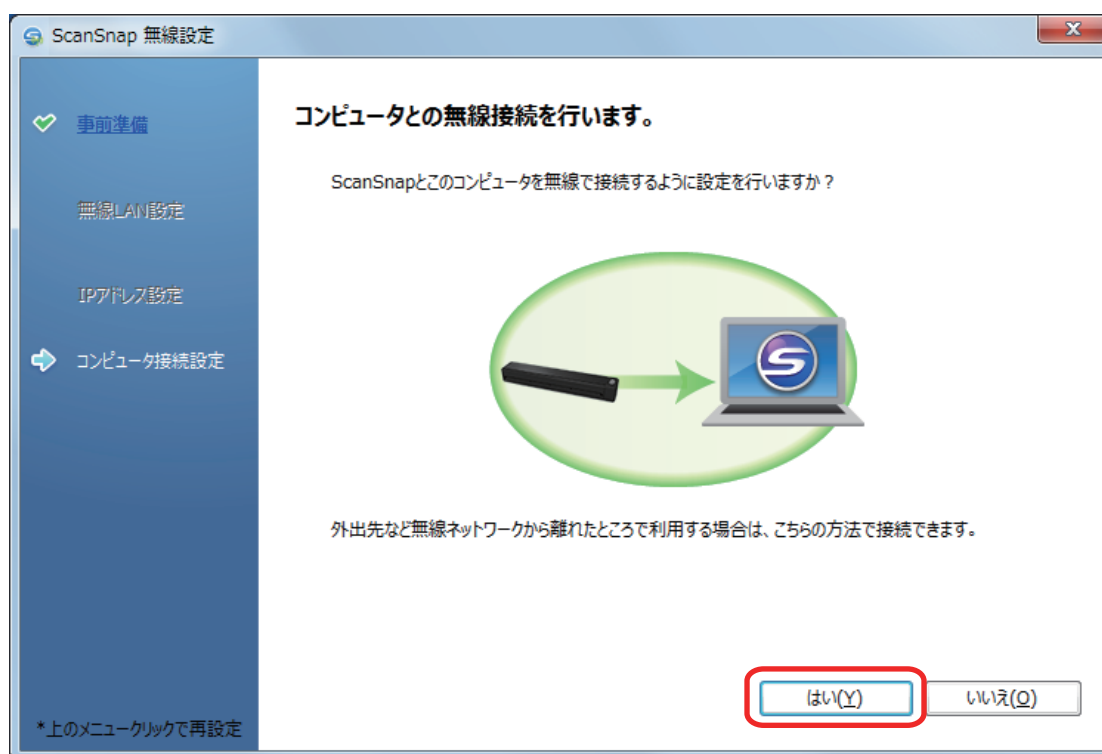 ScanSnap 無線設定
事前準備
無線LAN設定
IPアドレス設定
コンピュータ接続設定
*上のメニュークリックで再設定
コンピュータとの無線接続を行います。
ScanSnapとこのコンピュータを無線で接続するように設定を行いますか？
外出先など無線ネットワークから離れたところで利用する場合は、こちらの方法で接続できます。
はい(Y)
いいえ(O)